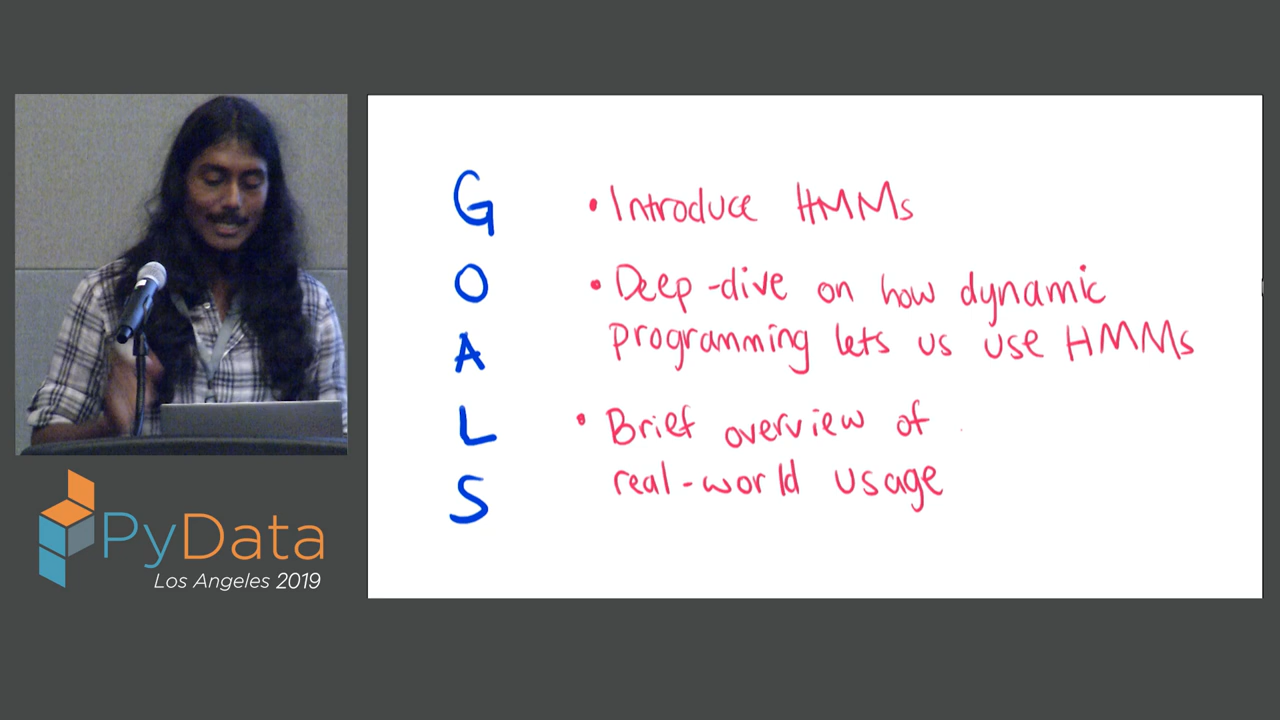 GOALS
• Introduce HMMs
• Deep-dive on how dynamic
programming lets us use HMMs
• Brief overview of
real-world usage
PyData
Los Angeles 2019